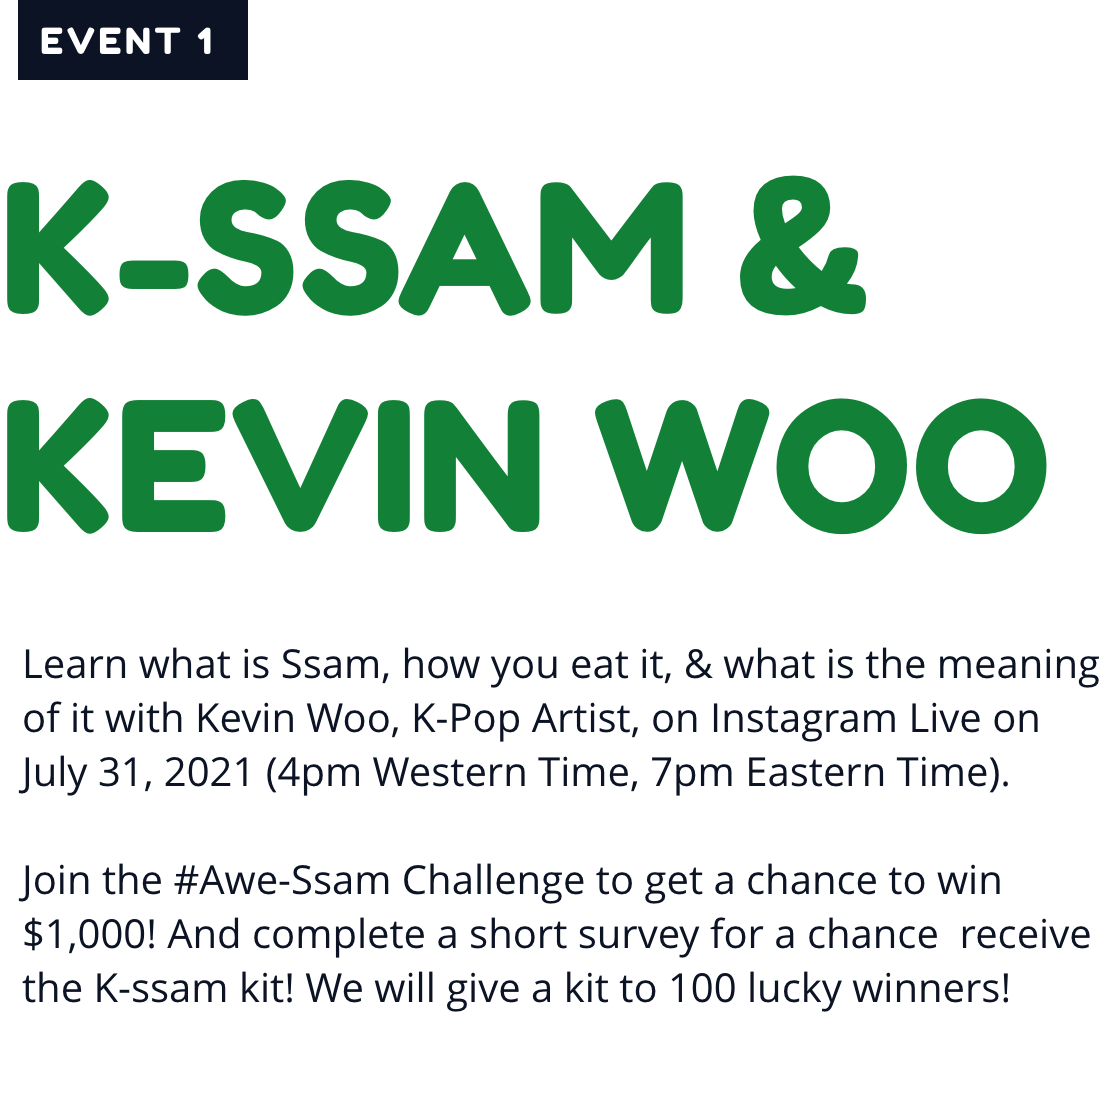 EVENT 1
K-SSAM &
KEVIN WOO
Learn what is Ssam, how you eat it, & what is the meaning
of it with Kevin Woo, K-Pop Artist, on Instagram Live on
July 31, 2021 (4pm Western Time, 7pm Eastern Time).
Join the #Awe-Ssam Challenge to get a chance to win
$1,000! And complete a short survey for a chance  receive
the K-ssam kit! We will give a kit to 100 lucky winners!